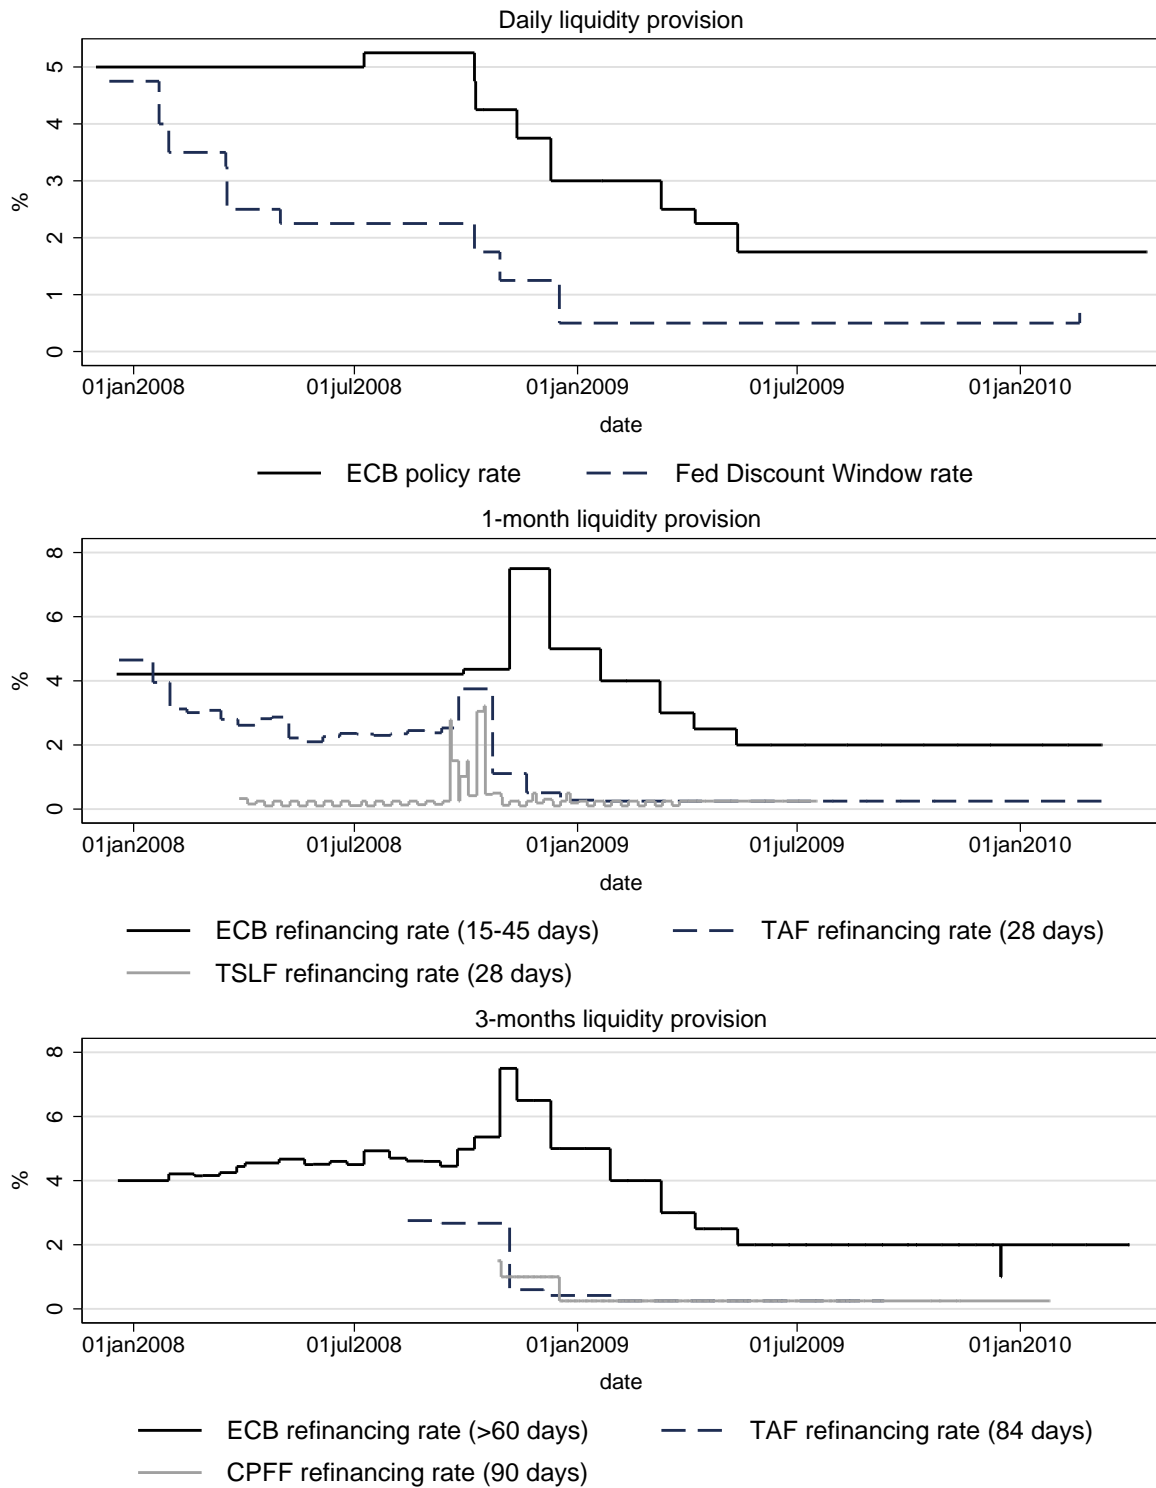 Daily liquidity provision
5
4
3
2
1
0
%
01jan2008 01jul2008 01jan2009 01jul2009 01jan2010
date
ECB policy rate Fed Discount Window rate
1-month liquidity provision
8
6
4
2
0
%
01jan2008 01jul2008 01jan2009 01jul2009 01jan2010
date
ECB refinancing rate (15-45 days) TAF refinancing rate (28 days)
TSLF refinancing rate (28 days)
3-months liquidity provision
8
6
4
2
0
%
01jan2008 01jul2008 01jan2009 01jul2009 01jan2010
date
ECB refinancing rate (>60 days) TAF refinancing rate (84 days)
CPFF refinancing rate (90 days)